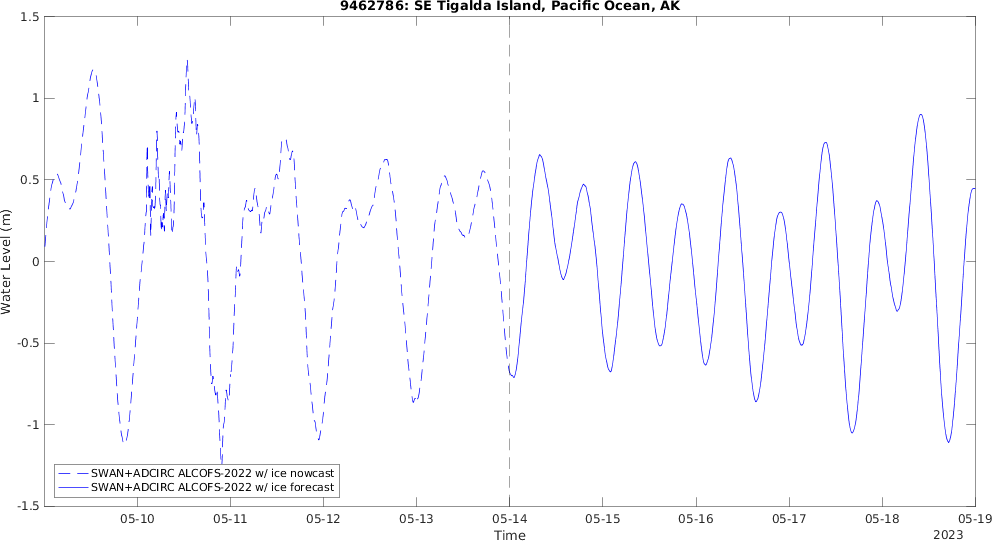 9462786: SE Tigalda Island, Pacific Ocean, AK
1.5
1
0.5
0
-0.5
-1
-1.5
Water Level (m)
SWAN+ADCIRC ALCOFS-2022 w/ ice nowcast
SWAN+ADCIRC ALCOFS-2022 w/ ice forecast
05-10 05-11 05-12 05-13 05-14 05-15 05-16 05-17 05-18 05-19
Time
2023